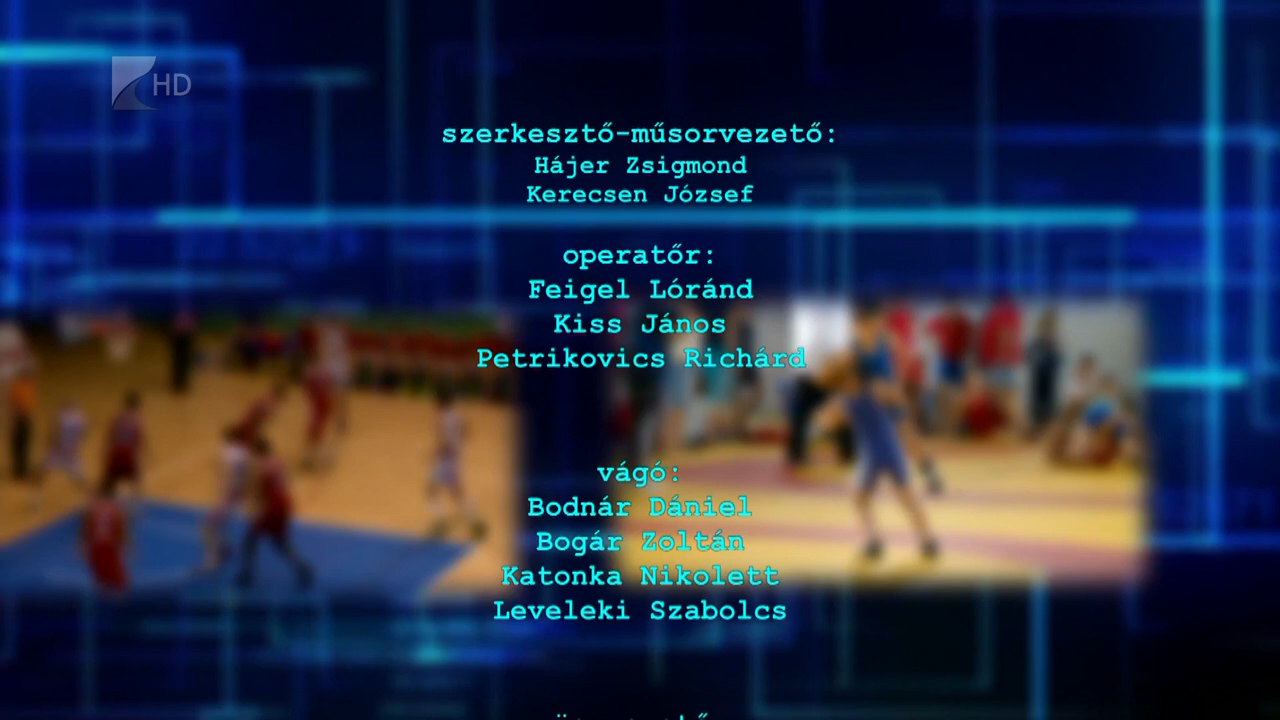 HD
szerkesztő-műsorvezető:
Hájer Zsigmond
Kerecsen József
operatőr:
Feigel Lóránd
Kiss János
Petrikovics Richárd
vágó:
Bodnár Dániel
Bogár Zoltán
Katonka Nikolett
Leveleki Szabolcs